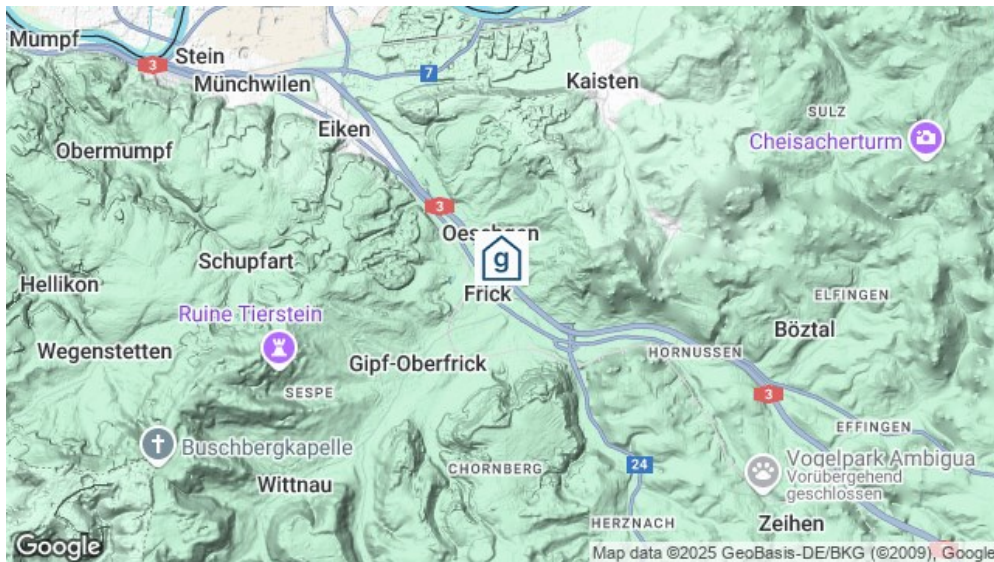 Mumpf
Stein
3
Münchwilen
7
Kaisten
Eiken
SULZ
Cheisacherturm
Obermumpf
3
Oeschgen
g
Schupfart
Hellikon
Frick
ELFINGEN
Ruine Tierstein
Böztal
Wegenstetten
HORNUSSEN
Gipf-Oberfrick
SESPE
3
EFFINGEN
Buschbergkapelle
CHORNBERG
24
Vogelpark Ambigua
Vorübergehend
geschlossen
Wittnau
HERZNACH
Zeihen
Google
Map data ©2025 GeoBasis-DE/BKG (©2009), Google